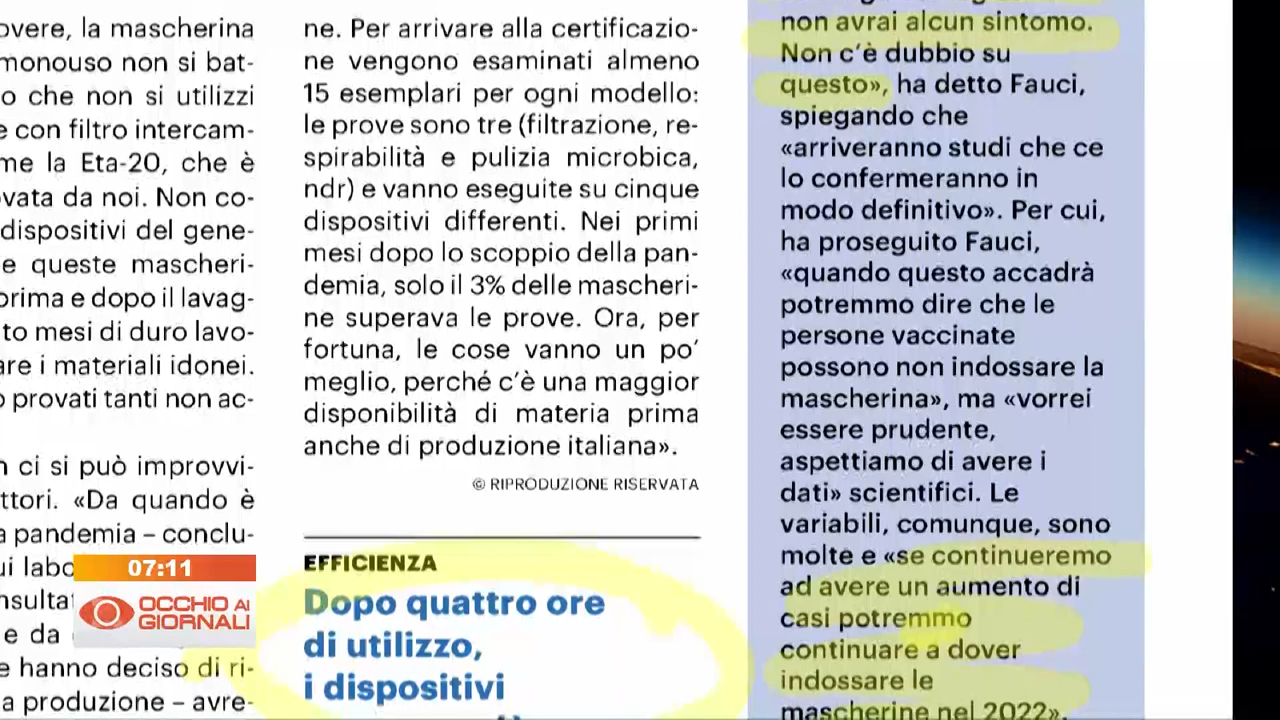 overe, la mascherina
monouso non si bat-
o che non si utilizzi
e con filtro intercam-
me la Eta-20, che è
ovata da noi. Non co-
dispositivi del gene-
e queste mascheri-
prima e dopo il lavag-
to mesi di duro lavo-
are i materiali idonei.
o provati tanti non ac-
n ci si può improvvi-
ttori. «Da quando è
a pandemia – conclu-
ui labo
nsulta
e da
e hanno deciso di ri-
a produzione – avre-
ne. Per arrivare alla certificazio-
ne vengono esaminati almeno
15 esemplari per ogni modello:
le prove sono tre (filtrazione, re-
spirabilità e pulizia microbica,
ndr) e vanno eseguite su cinque
dispositivi differenti. Nei primi
mesi dopo lo scoppio della pan-
demia, solo il 3% delle mascheri-
ne superava le prove. Ora, per
fortuna, le cose vanno un po'
meglio, perché c'è una maggior
disponibilità di materia prima
anche di produzione italiana».
© RIPRODUZIONE RISERVATA
EFFICIENZA
Dopo quattro ore
di utilizzo,
i dispositivi
non avrai alcun sintomo.
Non c'è dubbio su
questo», ha detto Fauci,
spiegando che
«arriveranno studi che ce
lo confermeranno in
modo definitivo». Per cui,
ha proseguito Fauci,
«quando questo accadrà
potremmo dire che le
persone vaccinate
possono non indossare la
mascherina», ma «vorrei
essere prudente,
aspettiamo di avere i
dati» scientifici. Le
variabili, comunque, sono
molte e «se continueremo
ad avere un aumento di
casi potremmo
continuare a dover
indossare le
mascherine nel 2022».
07:11
OCCHIO AI
GIORNALI